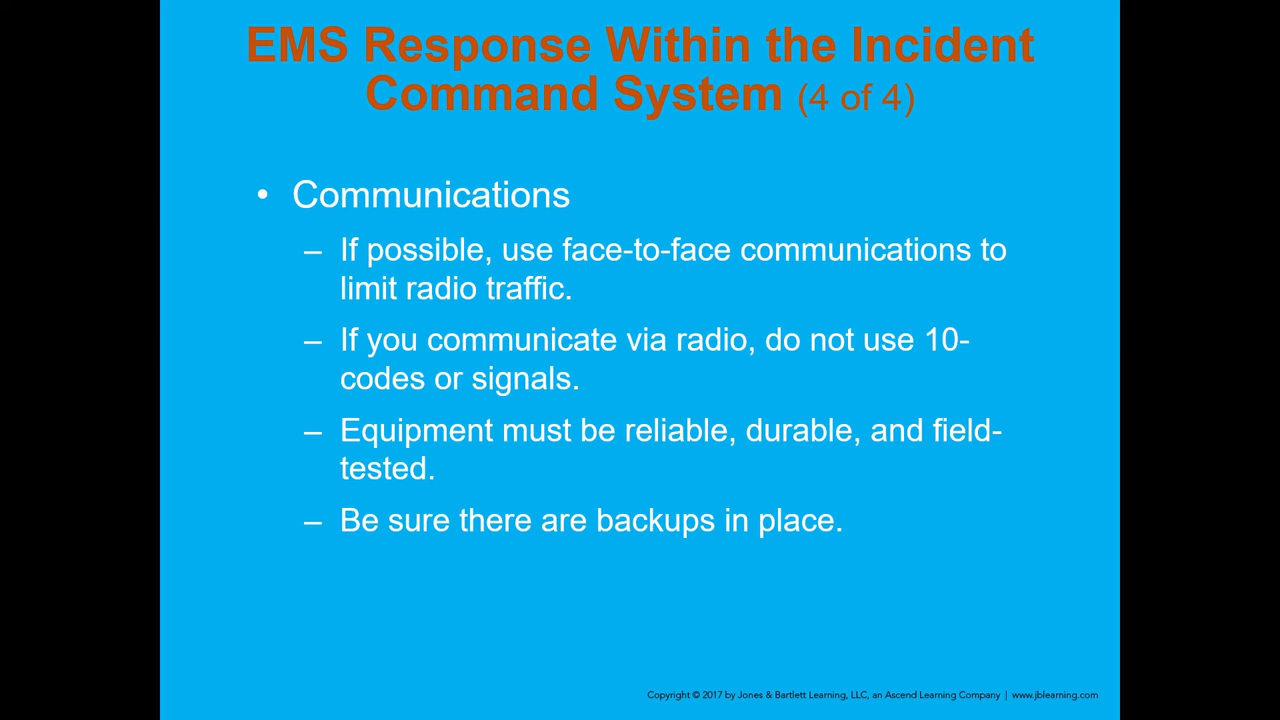 EMS Response Within the Incident
Command System (4 of 4)
• Communications
– If possible, use face-to-face communications to
limit radio traffic.
– If you communicate via radio, do not use 10-
codes or signals.
– Equipment must be reliable, durable, and field-
tested.
– Be sure there are backups in place.
Copyright © 2017 by Jones & Bartlett Learning, LLC, an Ascend Learning Company | www.jblearning.com